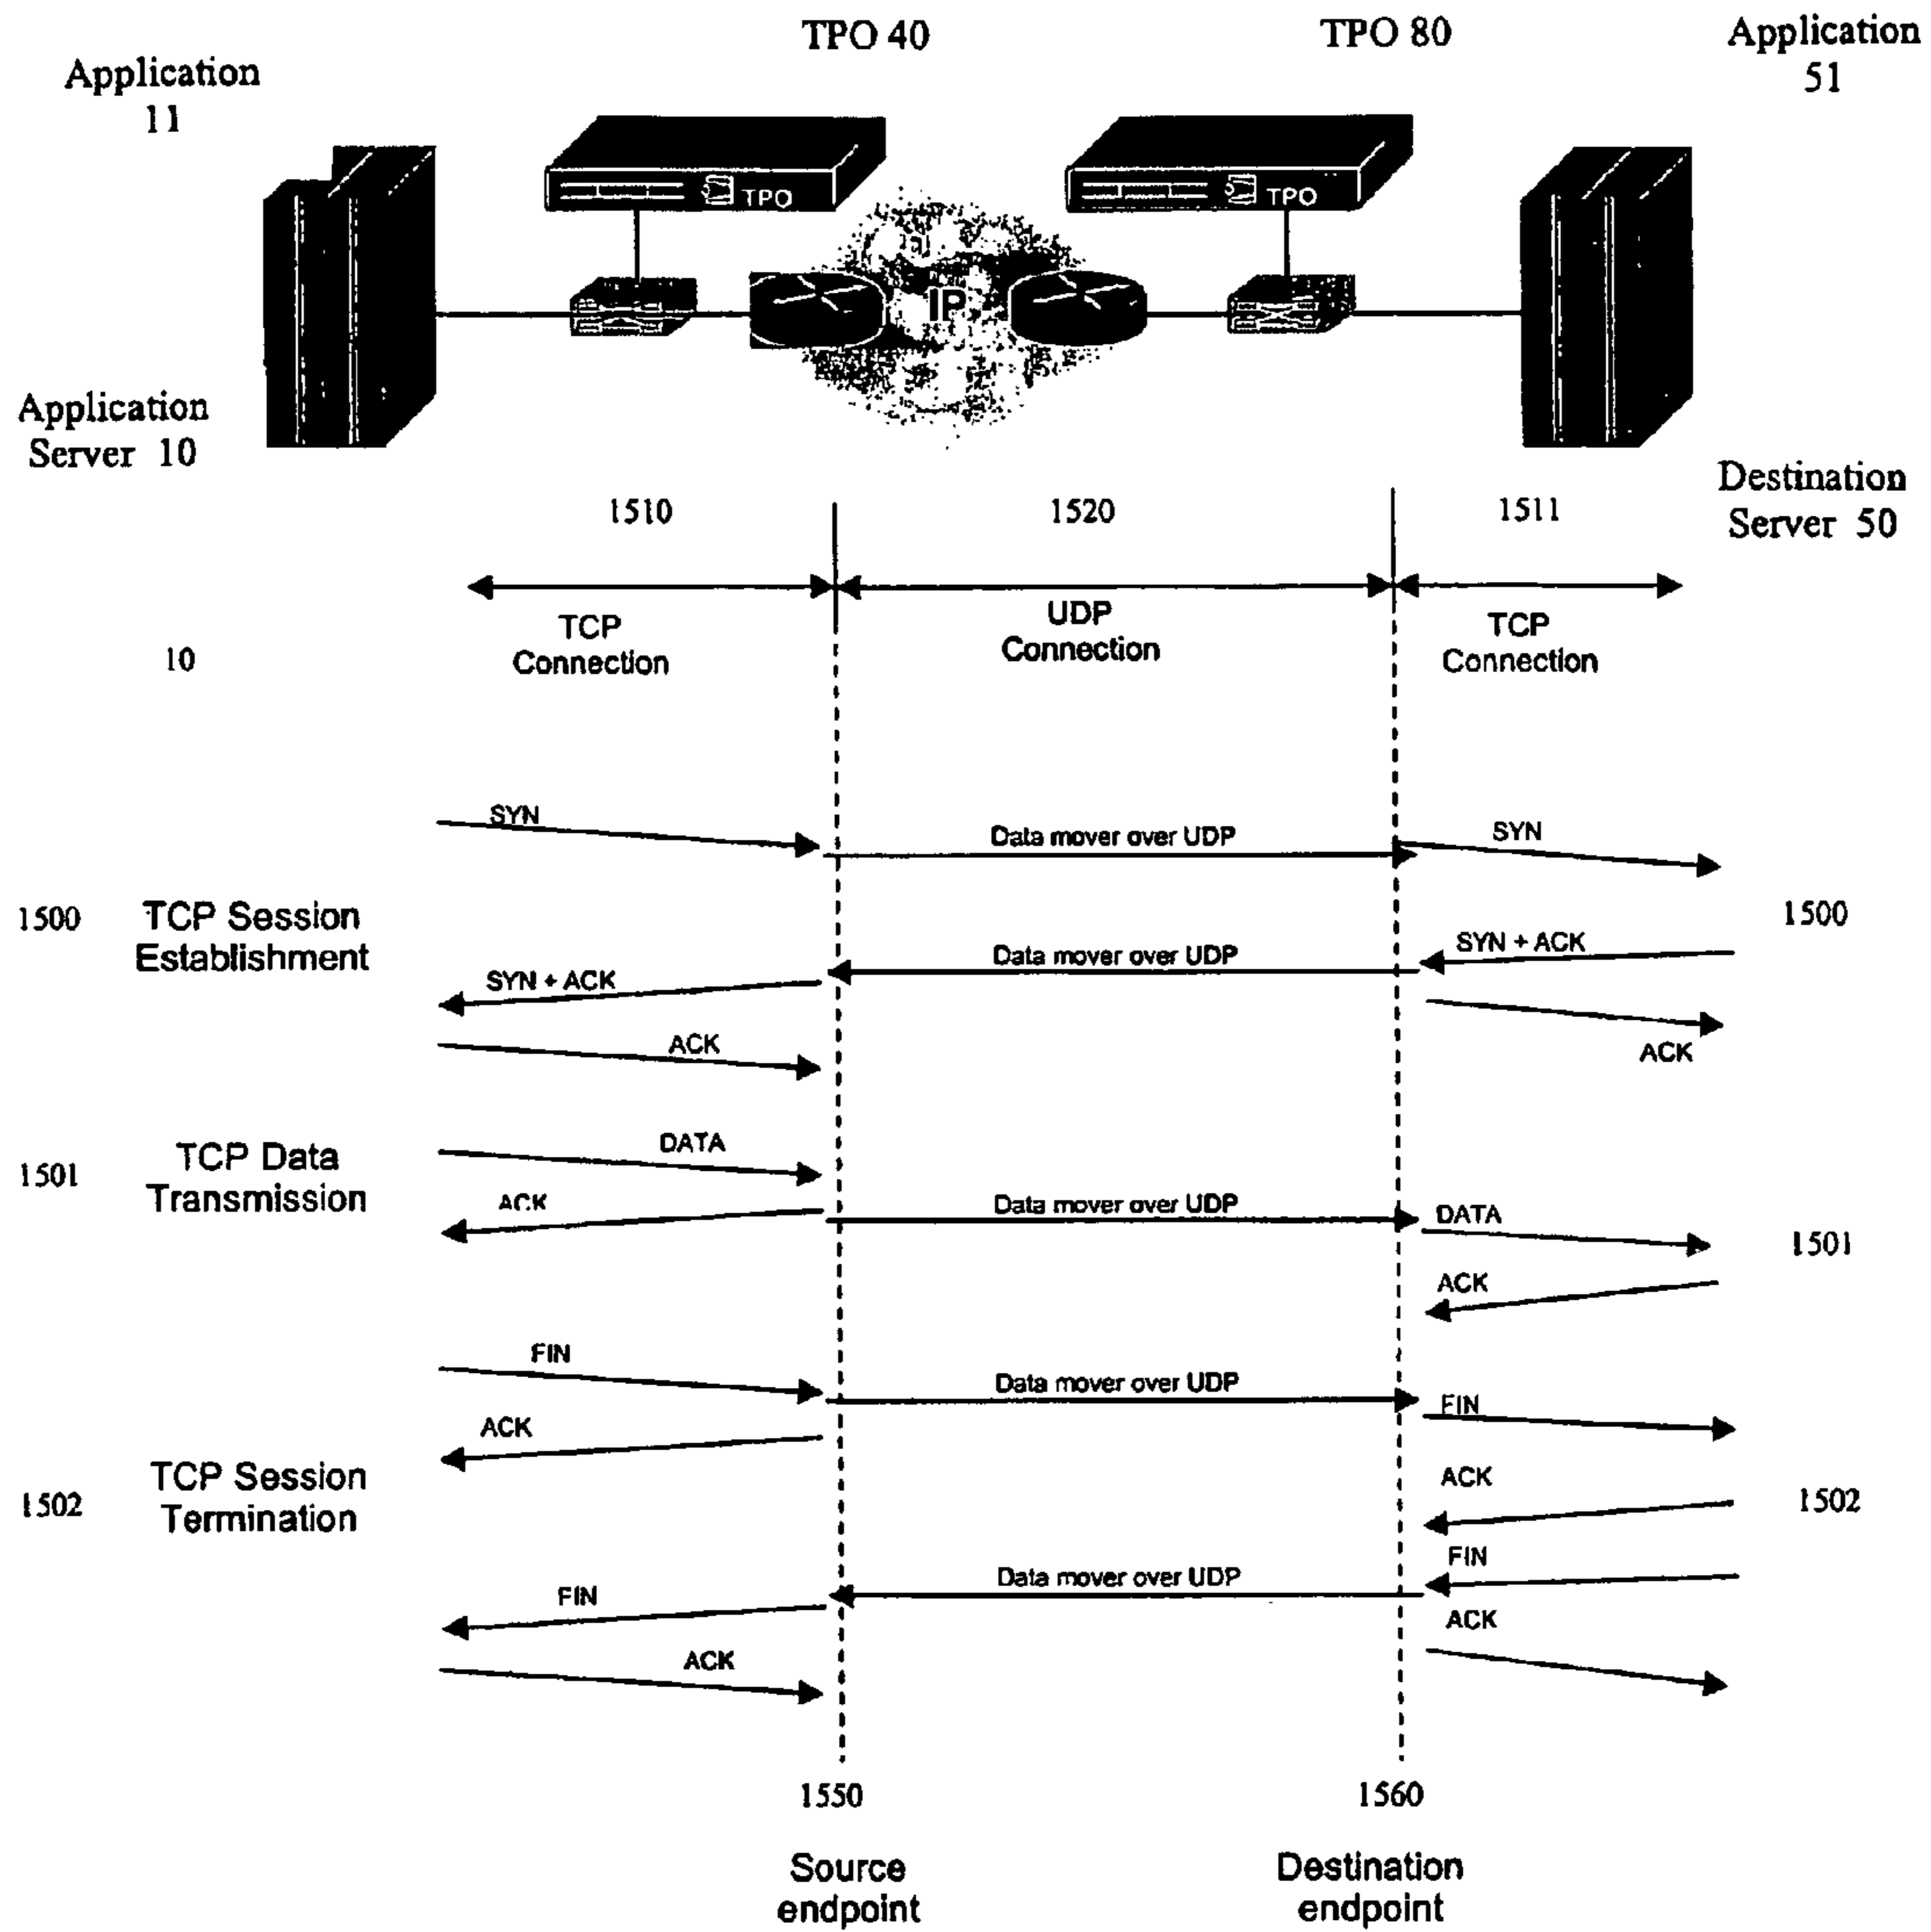 TPO 40
TPO 80
Application
51
Application
11
TPO
TPO
IP
Application
Server 10
Destination
Server 50
1510
1520
1511
TCP
Connection
UDP
Connection
TCP
Connection
10
SYN
Data mover over UDP
SYN
1500
TCP Session
Establishment
1500
SYN + ACK
Data mover over UDP
SYN + ACK
ACK
ACK
1501
TCP Data
Transmission
DATA
ACK
Data mover over UDP
DATA
1501
ACK
FIN
Data mover over UDP
FIN
ACK
ACK
1502
TCP Session
Termination
1502
FIN
Data mover over UDP
FIN
ACK
ACK
1550
1560
Source
endpoint
Destination
endpoint